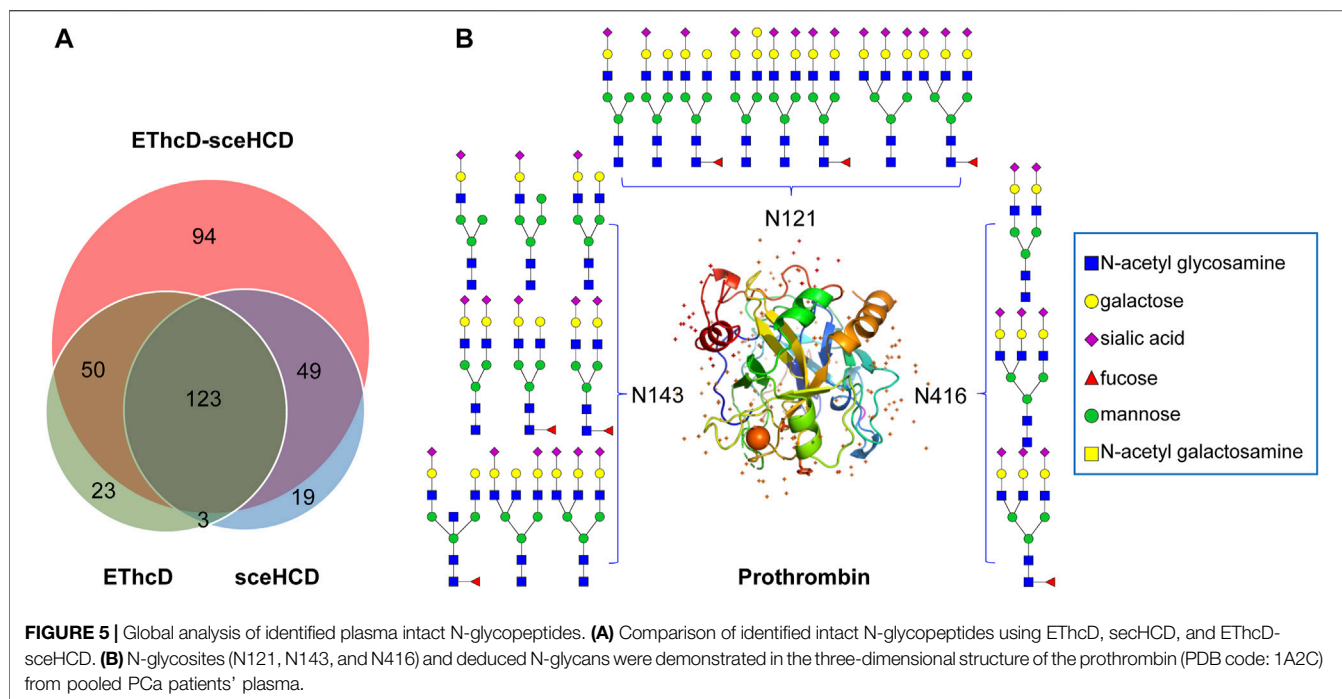 A
B
EThcD-sceHCD
94
50
123
49
23
3
19
EThcD
sceHCD
N121
N143
N416
Prothrombin
N-acetyl glycosamine
galactose
sialic acid
fucose
mannose
N-acetyl galactosamine
FIGURE 5 | Global analysis of identified plasma intact N-glycopeptides. (A) Comparison of identified intact N-glycopeptides using EThcD, secHCD, and EThcD-
sceHCD. (B) N-glycosites (N121, N143, and N416) and deduced N-glycans were demonstrated in the three-dimensional structure of the prothrombin (PDB code: 1A2C)
from pooled PCa patients' plasma.